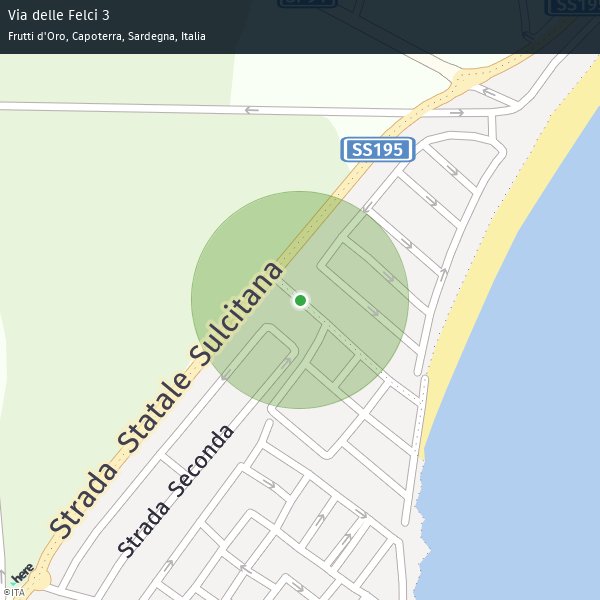 Via delle Felci 3
Frutti d'Oro, Capoterra, Sardegna, Italia
SS195
SS195
Strada Statale Sulcitana
Strada Seconda
here
©ITA